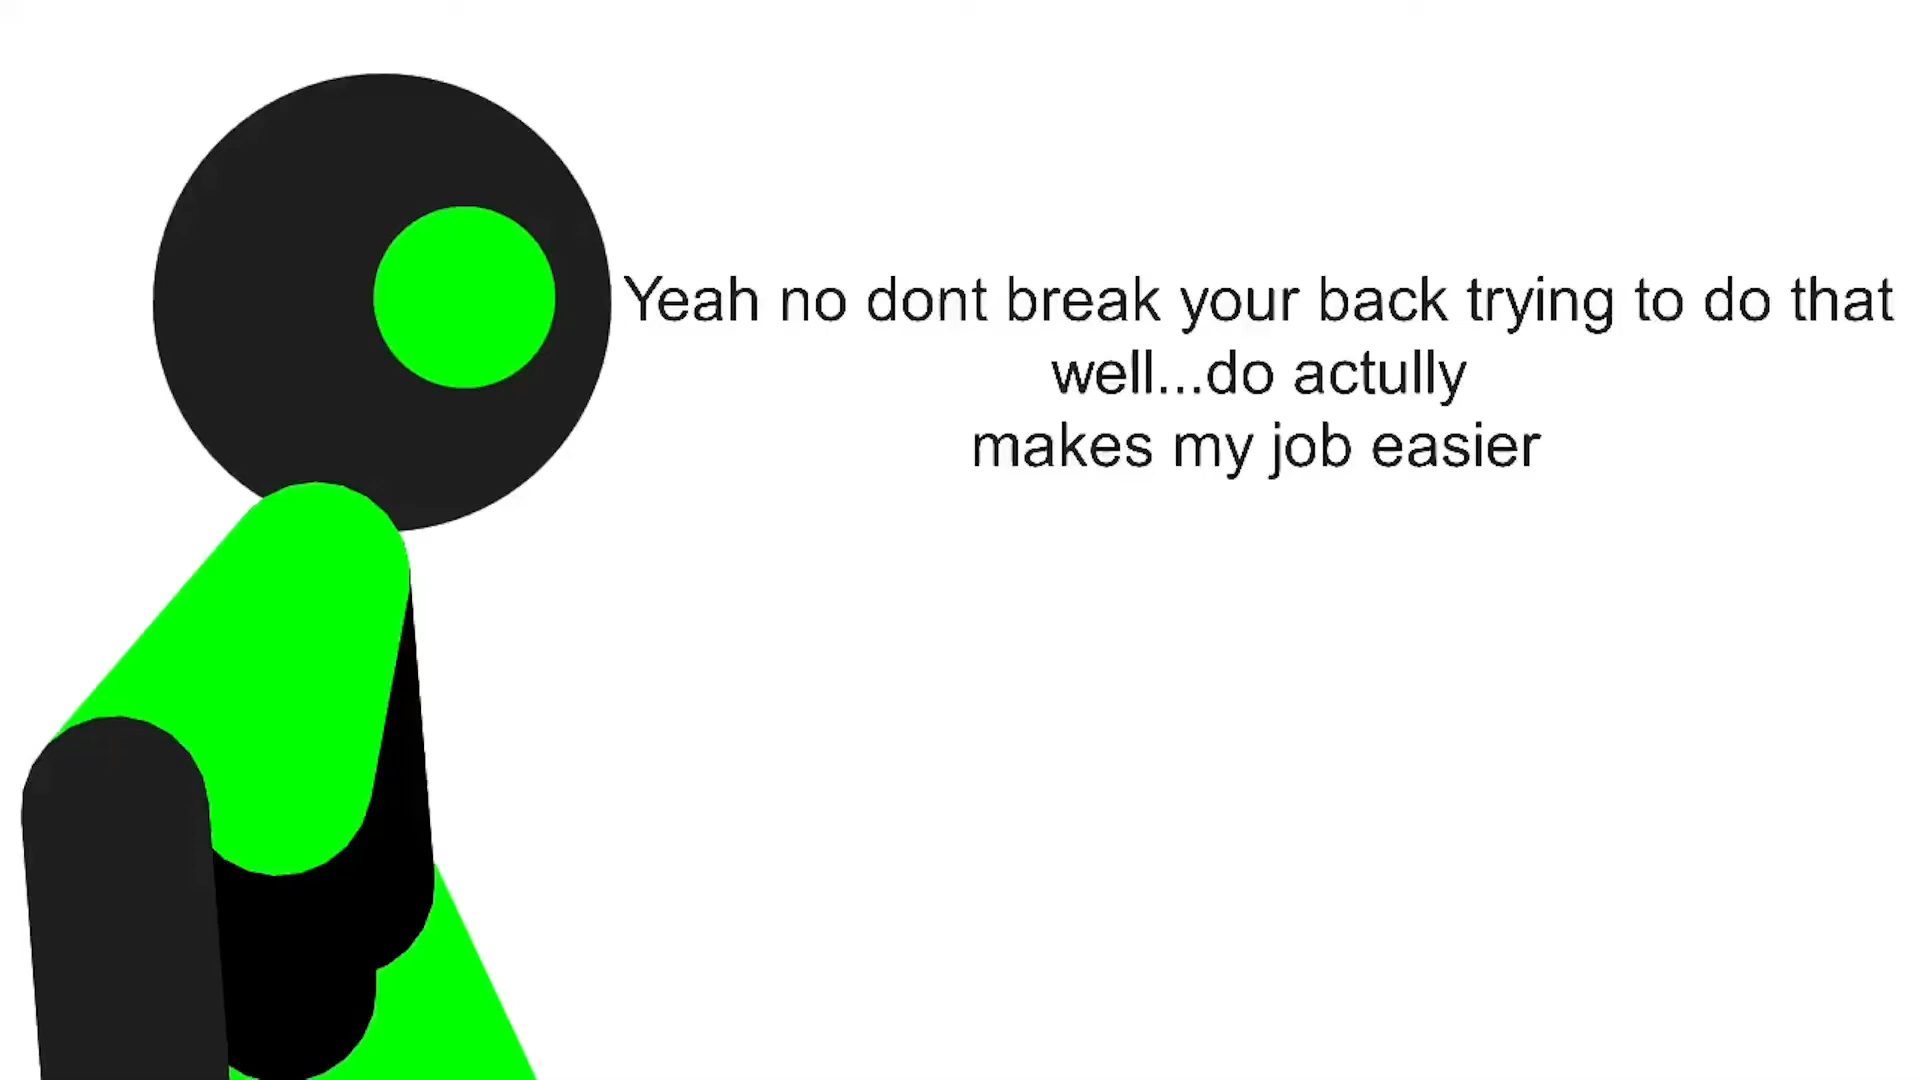 Yeah no dont break your back trying to do that
well...do actully
makes my job easier